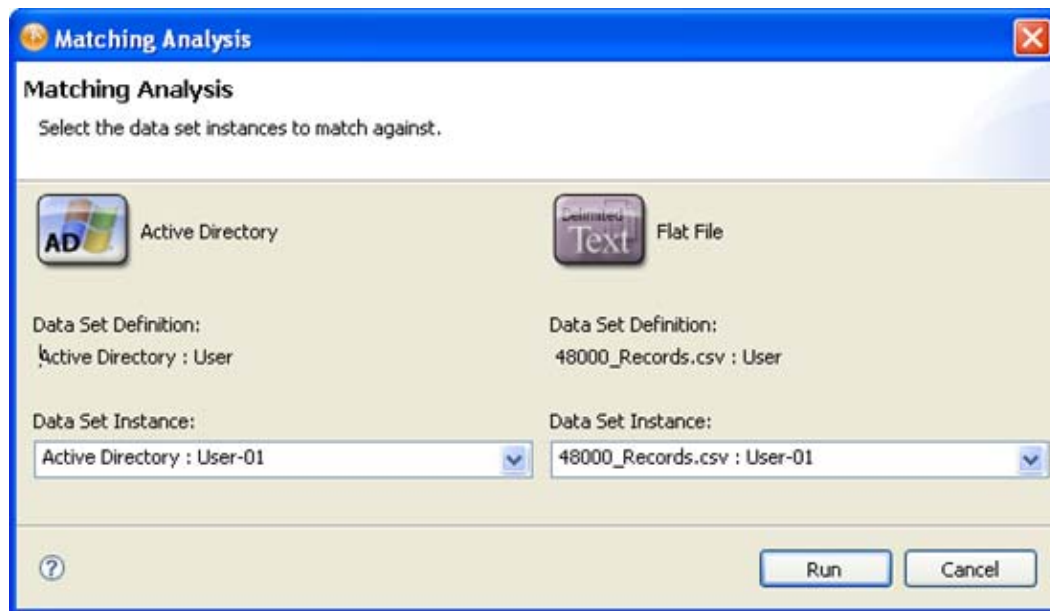 Matching Analysis
Matching Analysis
Select the data set instances to match against.
AD
Active Directory
Delimited
Text
Flat File
Data Set Definition:
Active Directory : User
Data Set Definition:
48000_Records.csv : User
Data Set Instance:
Active Directory : User-01
Data Set Instance:
48000_Records.csv : User-01
?
Run
Cancel